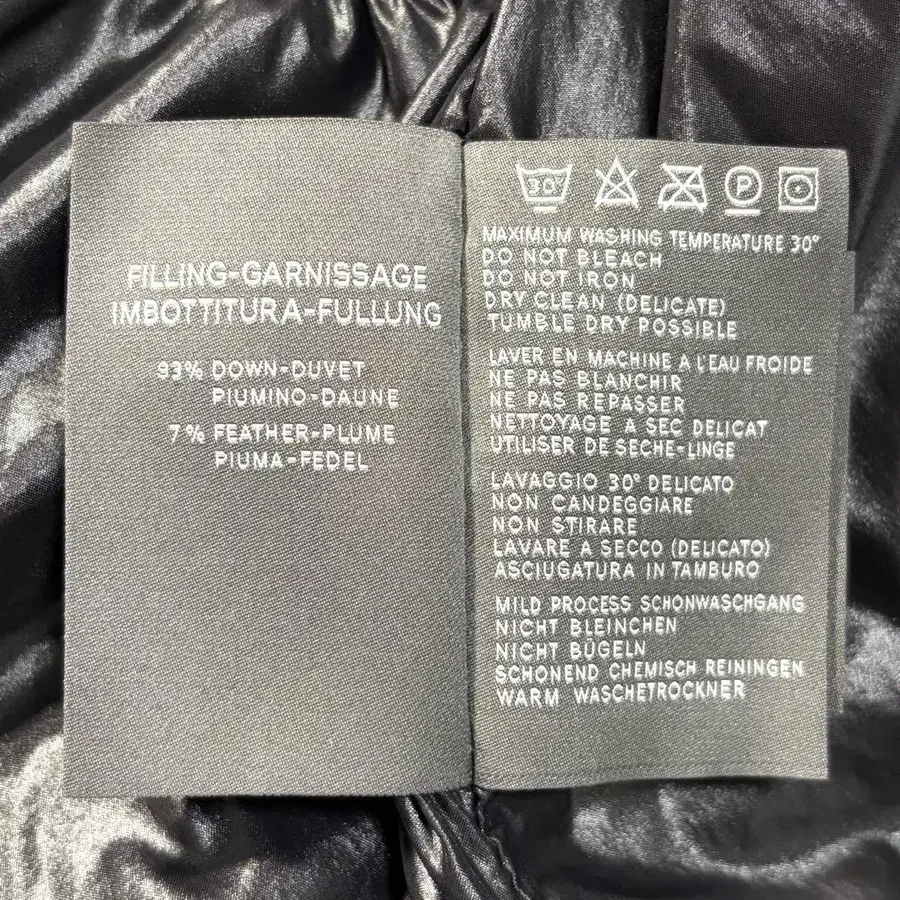 FILLING-GARNISSAGE
IMBOTTITURA-FULLUNG
93% DOWN-DUVET
PIUMINO-DAUNE
7% FEATHER-PLUME
PIUMA-FEDEL
30°
P
MAXIMUM WASHING TEMPERATURE 30°
DO NOT BLEACH
DO NOT IRON
DRY CLEAN (DELICATE)
TUMBLE DRY POSSIBLE
LAVER EN MACHINE A L'EAU FROIDE
NE PAS BLANCHIR
NE PAS REPASSER
NETTOYAGE A SEC DELICAT
UTILISER DE SECHE-LINGE
LAVAGGIO 30° DELICATO
NON CANDEGGIARE
NON STIRARE
LAVARE A SECCO (DELICATO)
ASCIUGATURA IN TAMBURO
MILD PROCESS SCHONWASCHGANG
NICHT BLEINCHEN
NICHT BÜGELN
SCHONEND CHEMISCH REININGEN
WARM WASCHETROCKNER